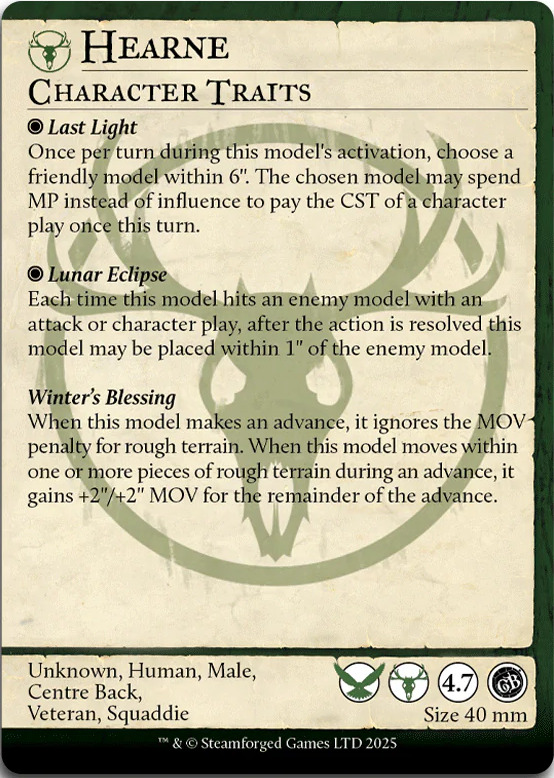 Hearne
Character Traits
Last Light
Once per turn during this model's activation, choose a
friendly model within 6". The chosen model may spend
MP instead of influence to pay the CST of a character
play once this turn.
Lunar Eclipse
Each time this model hits an enemy model with an
attack or character play, after the action is resolved this
model may be placed within 1" of the enemy model.
Winter's Blessing
When this model makes an advance, it ignores the MOV
penalty for rough terrain. When this model moves within
one or more pieces of rough terrain during an advance, it
gains +2"/+2" MOV for the remainder of the advance.
Unknown, Human, Male,
Centre Back,
Veteran, Squaddie
4.7
GB
Size 40 mm
™ & © Steamforged Games LTD 2025